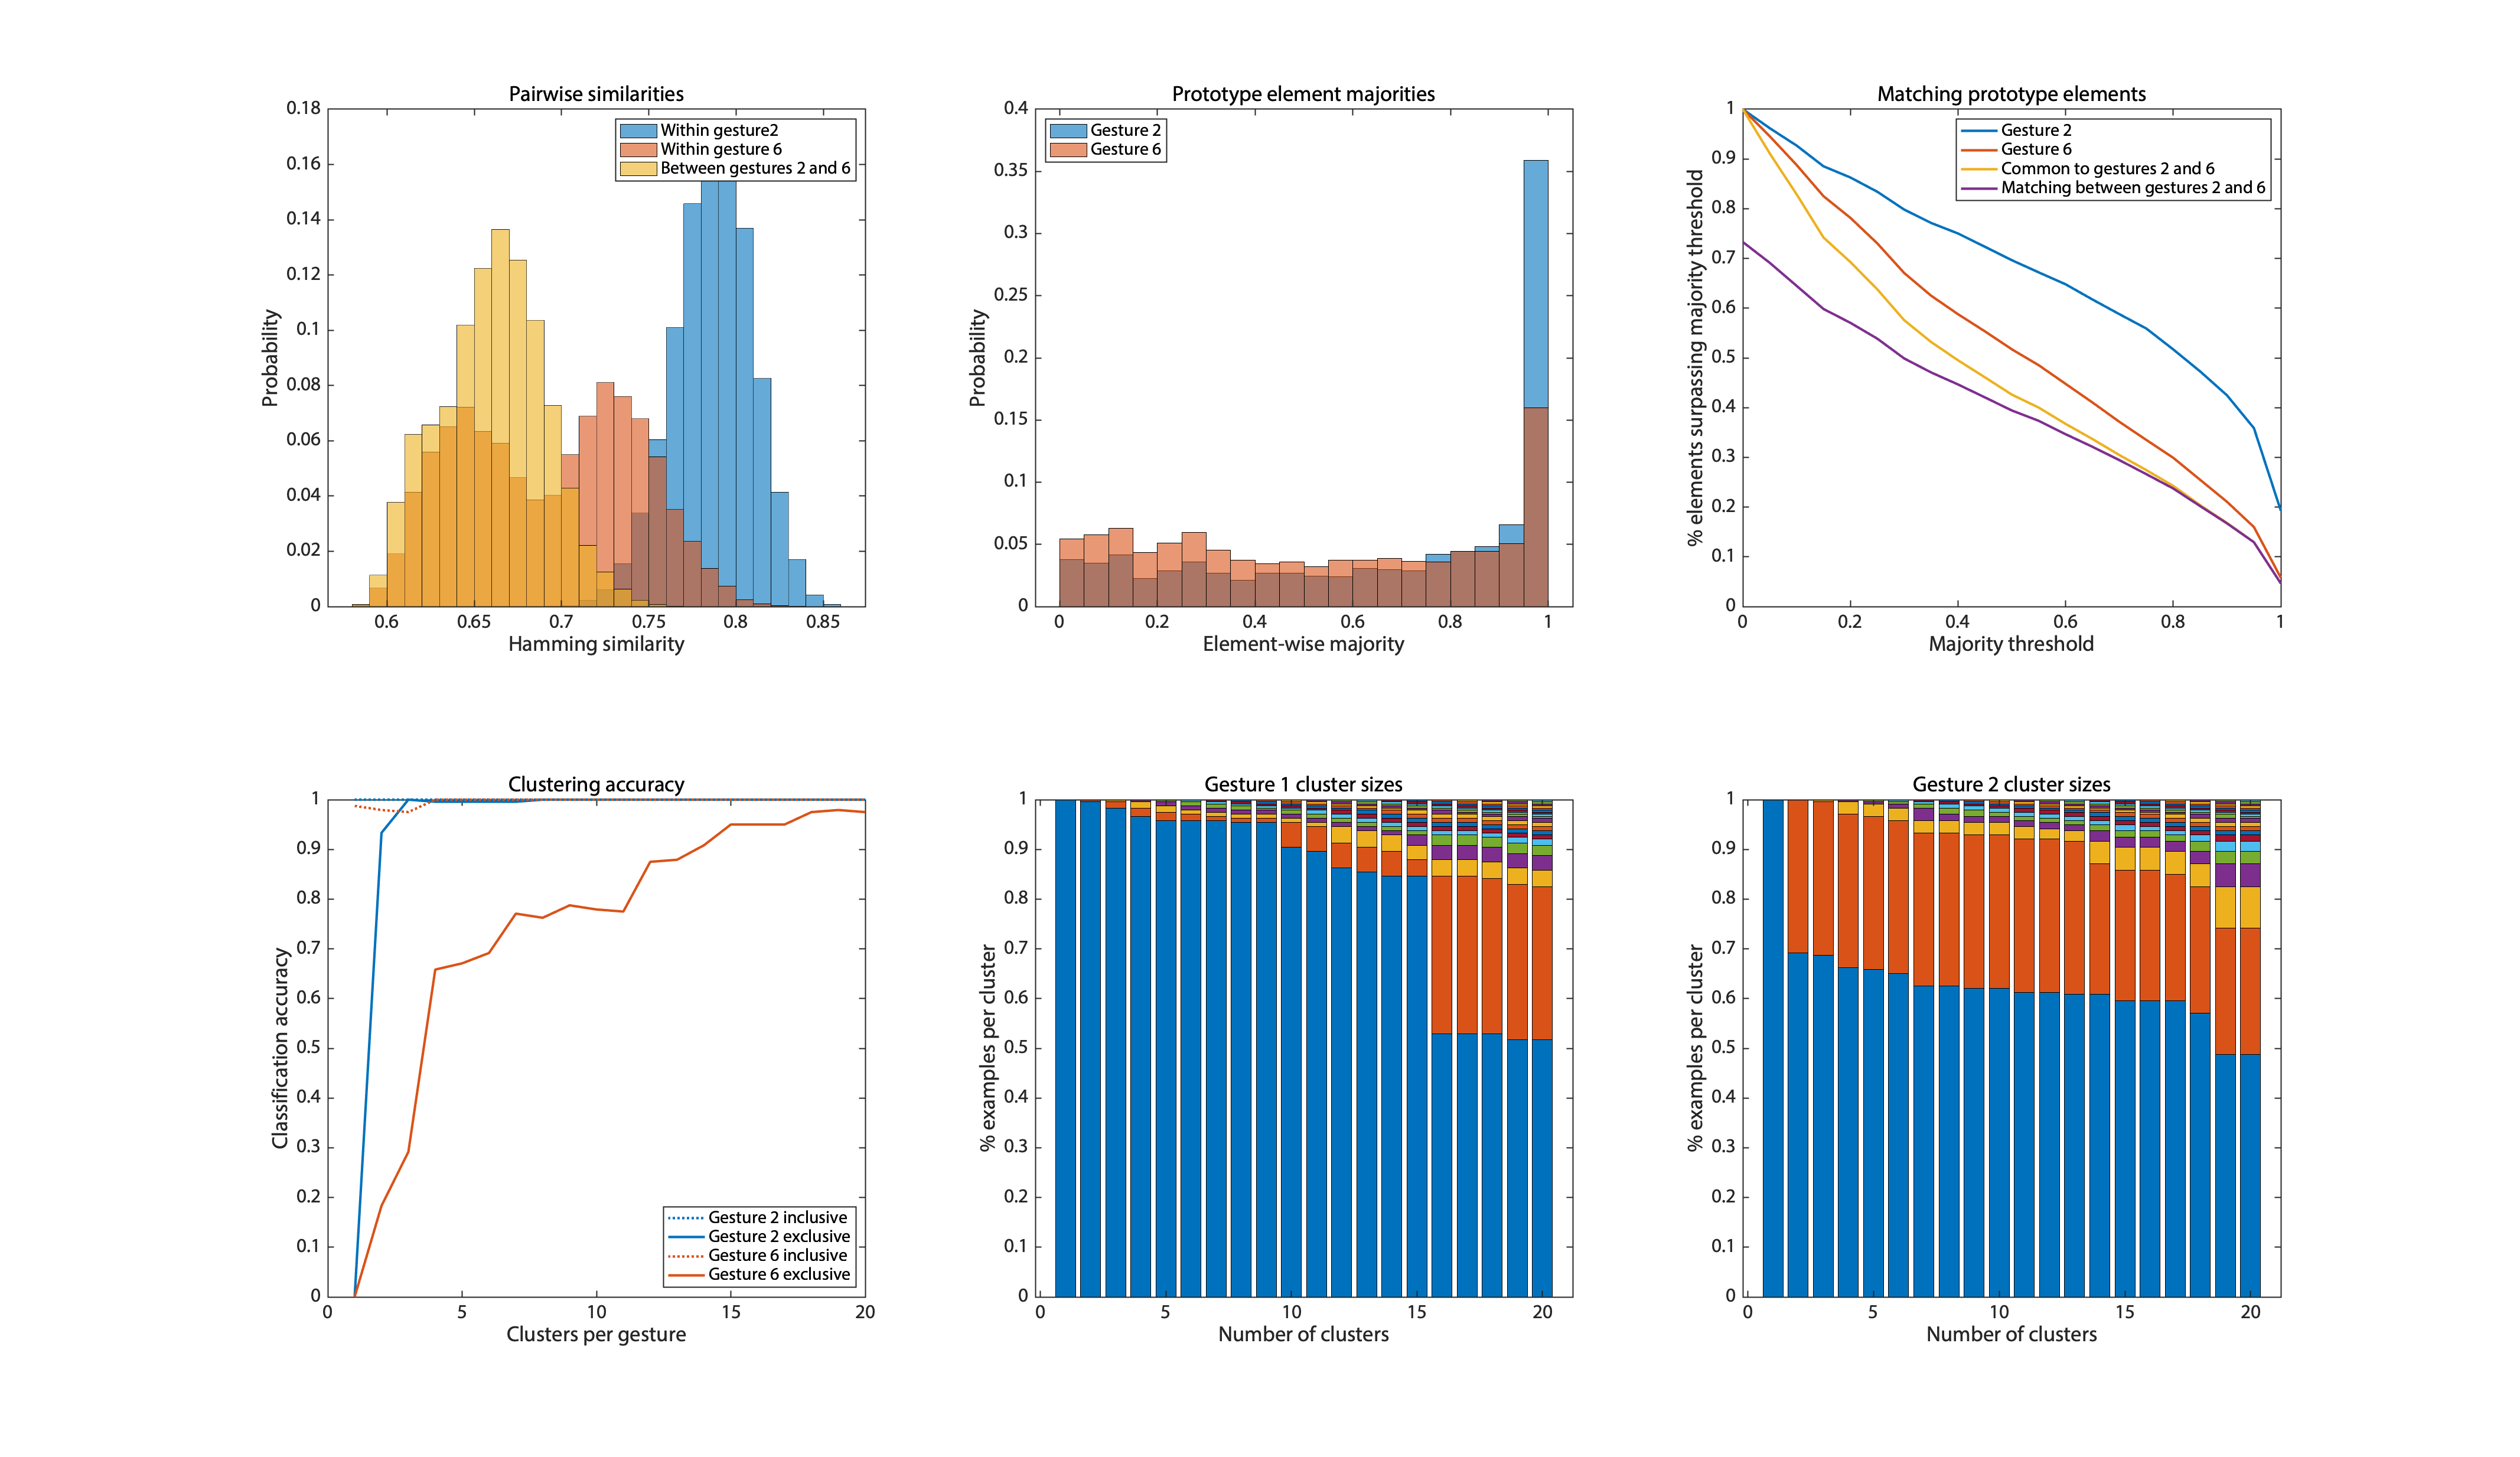 Pairwise similarities
0.18
0.16
0.14
0.12
0.1
0.08
0.06
0.04
0.02
0
Probability
Within gesture2
Within gesture 6
Between gestures 2 and 6
0.6 0.65 0.7 0.75 0.8 0.85
Hamming similarity
Prototype element majorities
0.4
0.35
0.3
0.25
0.2
0.15
0.1
0.05
0
Probability
Gesture 2
Gesture 6
0 0.2 0.4 0.6 0.8 1
Element-wise majority
Matching prototype elements
1
0.9
0.8
0.7
0.6
0.5
0.4
0.3
0.2
0.1
0
% elements surpassing majority threshold
Gesture 2
Gesture 6
Common to gestures 2 and 6
Matching between gestures 2 and 6
0 0.2 0.4 0.6 0.8 1
Majority threshold
Clustering accuracy
1
0.9
0.8
0.7
0.6
0.5
0.4
0.3
0.2
0.1
0
Classification accuracy
Gesture 2 inclusive
Gesture 2 exclusive
Gesture 6 inclusive
Gesture 6 exclusive
0 5 10 15 20
Clusters per gesture
Gesture 1 cluster sizes
1
0.9
0.8
0.7
0.6
0.5
0.4
0.3
0.2
0.1
0
% examples per cluster
0 5 10 15 20
Number of clusters
Gesture 2 cluster sizes
1
0.9
0.8
0.7
0.6
0.5
0.4
0.3
0.2
0.1
0
% examples per cluster
0 5 10 15 20
Number of clusters